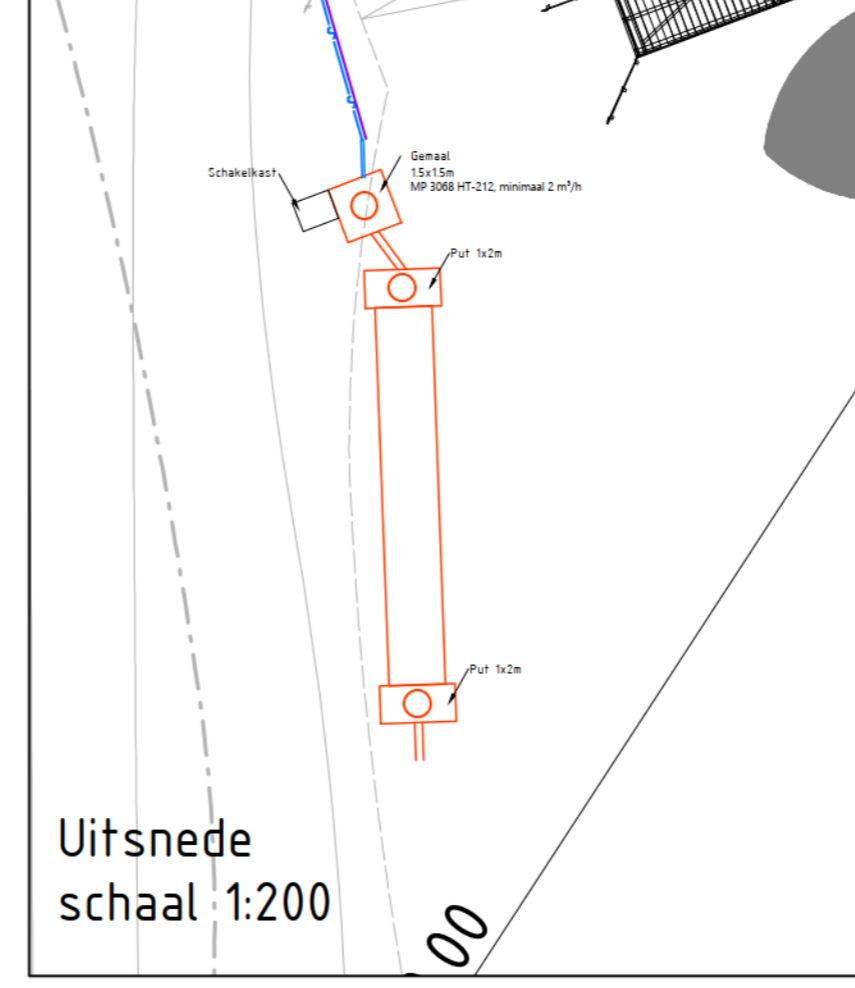 Schakelkast
Gemaal
1.5x1.5m
MP 3068 HT-212, minimaal 2 m³/h
Put 1x2m
Put 1x2m
Uitsnede
schaal 1:200
00